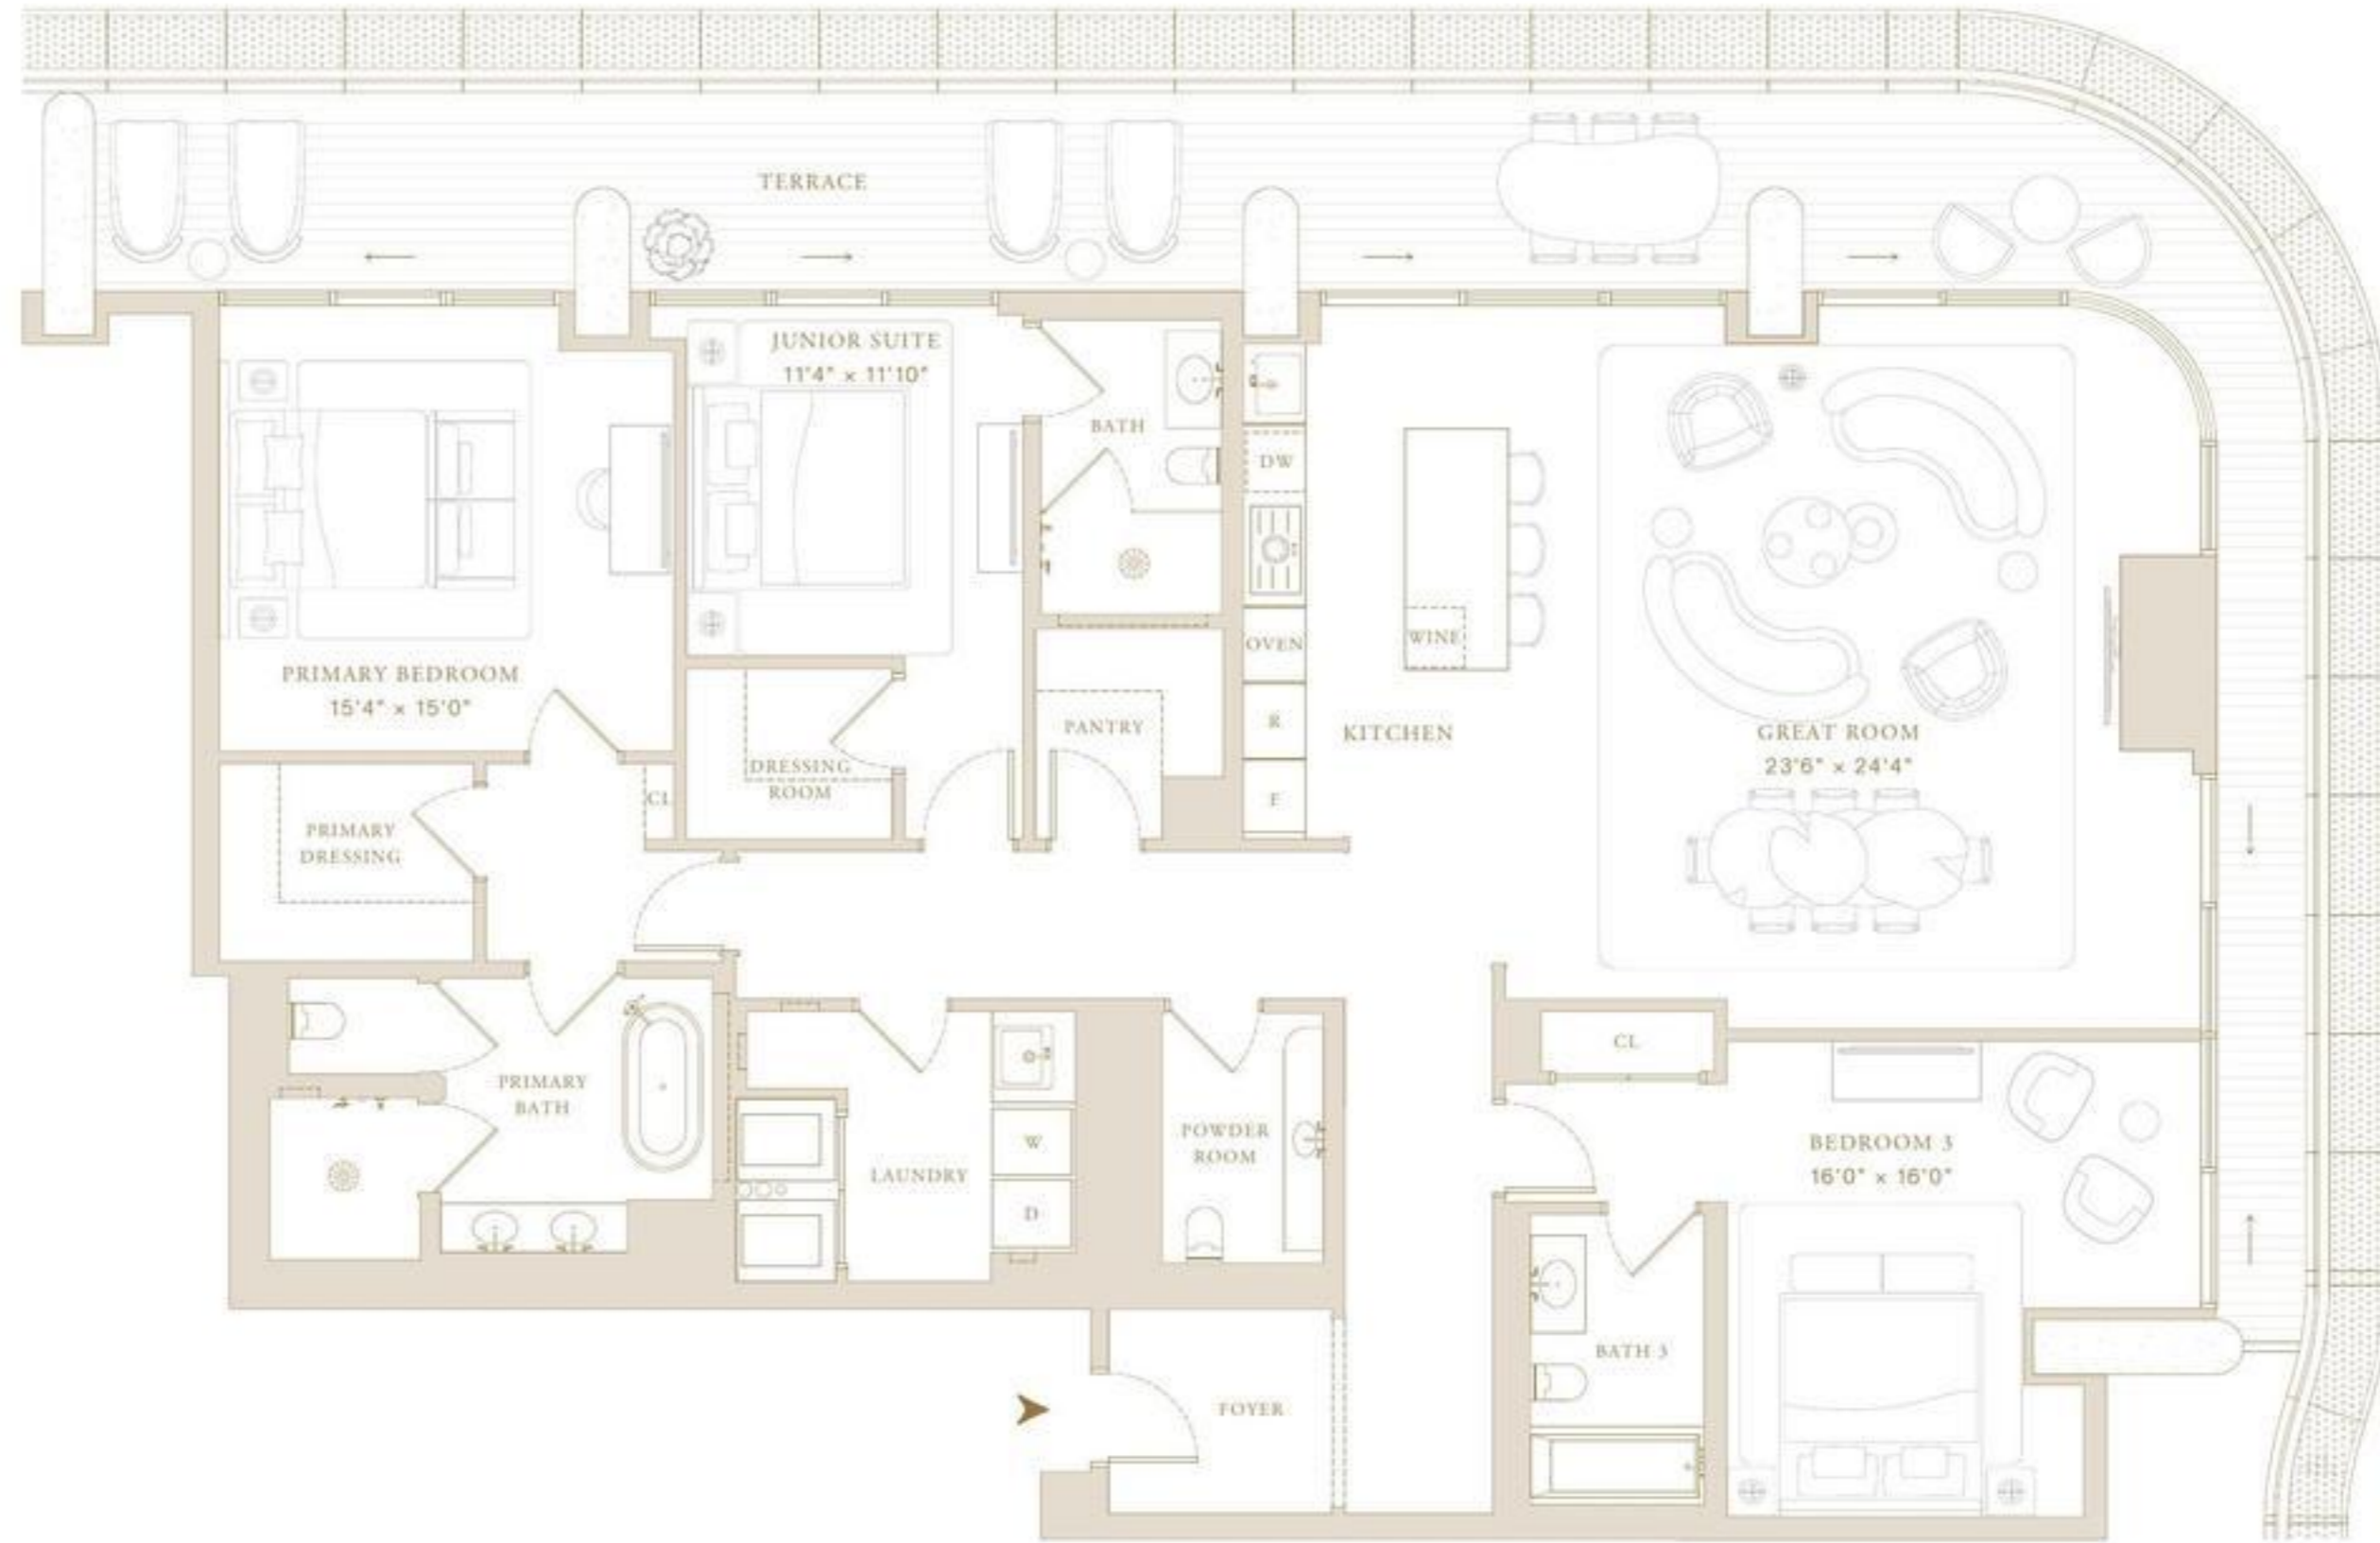 TERRACE
JUNIOR SUITE
11'4" × 11'10"
BATH
DW
OVEN
WINE
PRIMARY BEDROOM
15'4" × 15'0"
R
PANTRY
KITCHEN
GREAT ROOM
23'6" × 24'4"
DRESSING
ROOM
CL
F
PRIMARY
DRESSING
CL
PRIMARY
BATH
POWDER
ROOM
W
LAUNDRY
D
BEDROOM 3
16'0" × 16'0"
BATH 3
FOYER